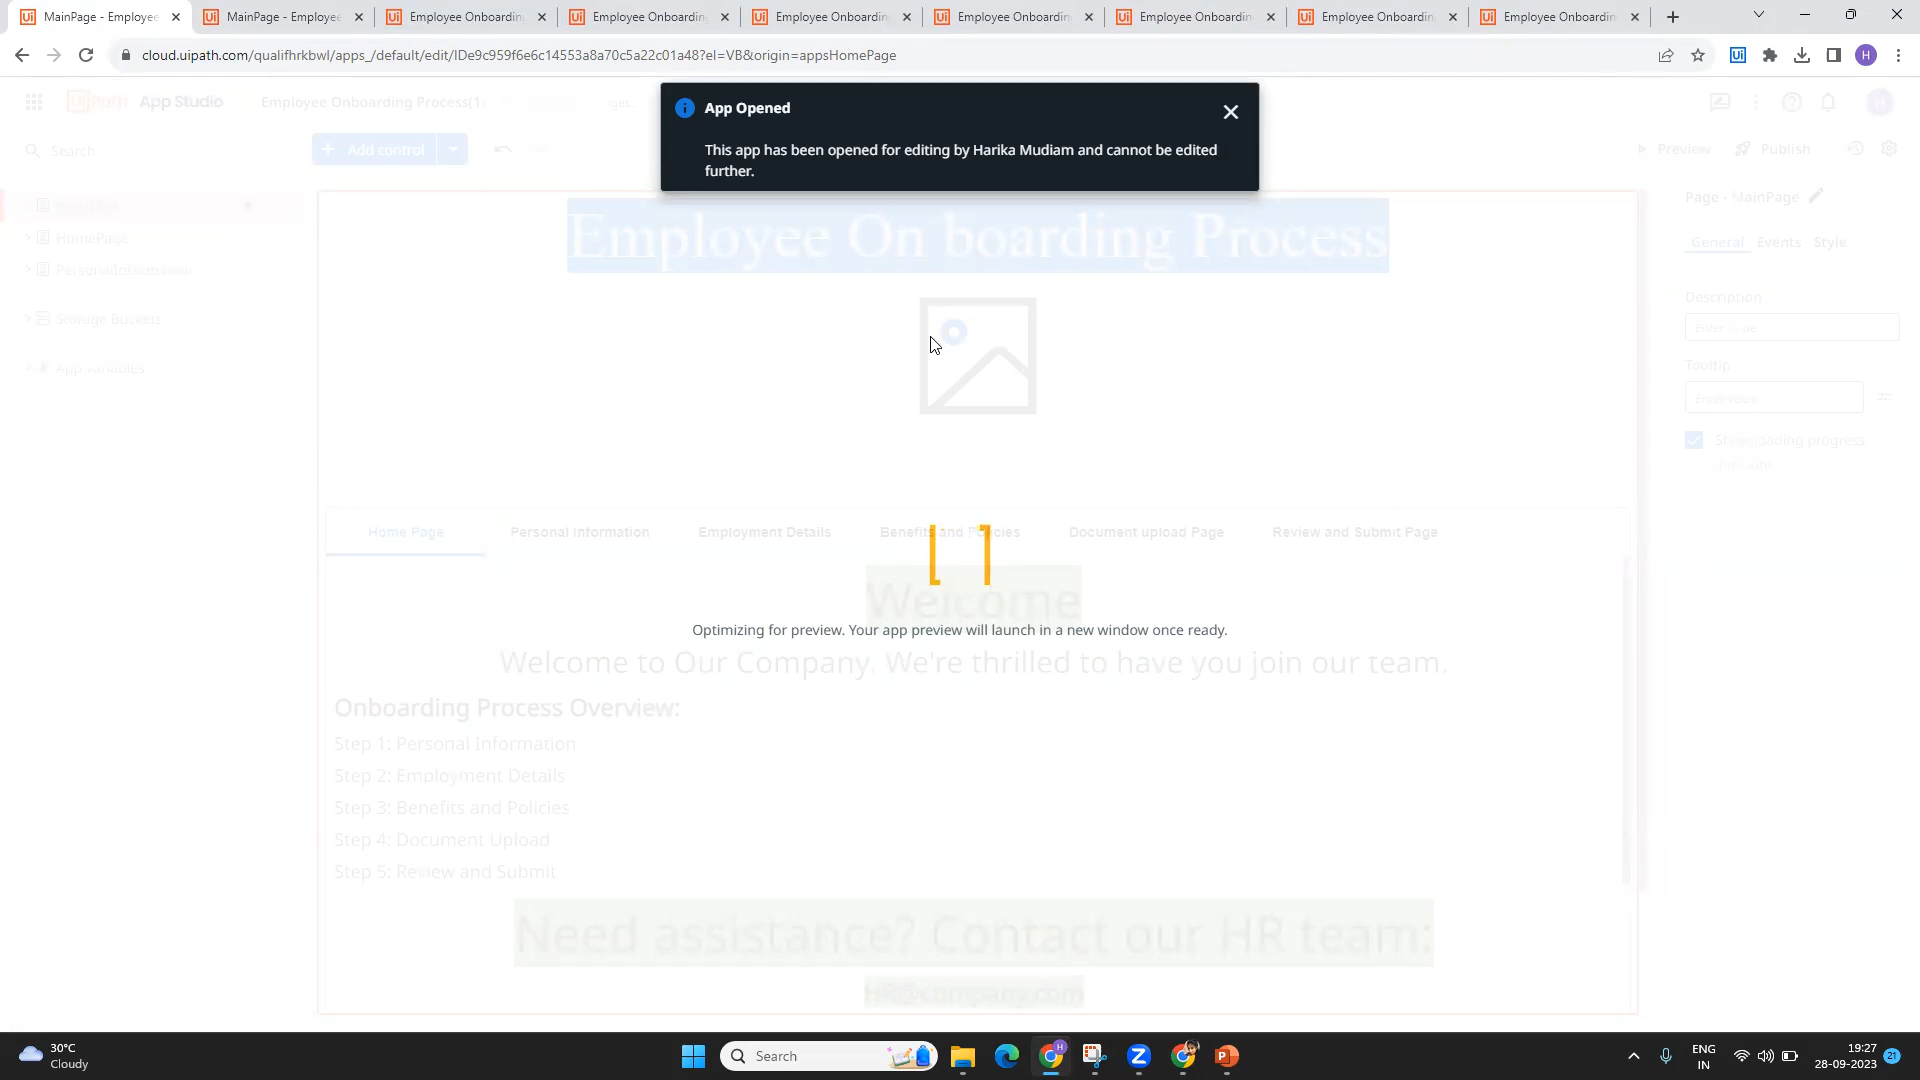 MainPage - Employee
MainPage - Employee
Employee Onboardin
Employee Onboardin
Employee Onboardin
Employee Onboardin
Employee Onboardin
Employee Onboardin
Employee Onboardin
cloud.uipath.com/qualifhrkbwl/apps_/default/edit/IDe9c959f6e6c14553a8a70c5a22c01a48?el=VB&origin=appsHomePage
H
UiPath App Studio
Employee Onboarding Process(1)
App Opened
This app has been opened for editing by Harika Mudiam and cannot be edited
further.
Search
Add control
Preview
Publish
HomePage
PersonalInformation
Storage Buckets
App variables
Page - MainPage
General Events Style
Description
Tooltip
Enter value
Show loading progress
Employee On boarding Process
Home Page
Personal Information
Employment Details
Benefits and Policies
Document upload Page
Review and Submit Page
Welcome
Optimizing for preview. Your app preview will launch in a new window once ready.
Welcome to Our Company. We're thrilled to have you join our team.
Onboarding Process Overview:
Step 1: Personal Information
Step 2: Employment Details
Step 3: Benefits and Policies
Step 4: Document Upload
Step 5: Review and Submit
Need assistance? Contact our HR team:
HR@company.com
30°C
Cloudy
Search
ENG
IN
19:27
28-09-2023
21